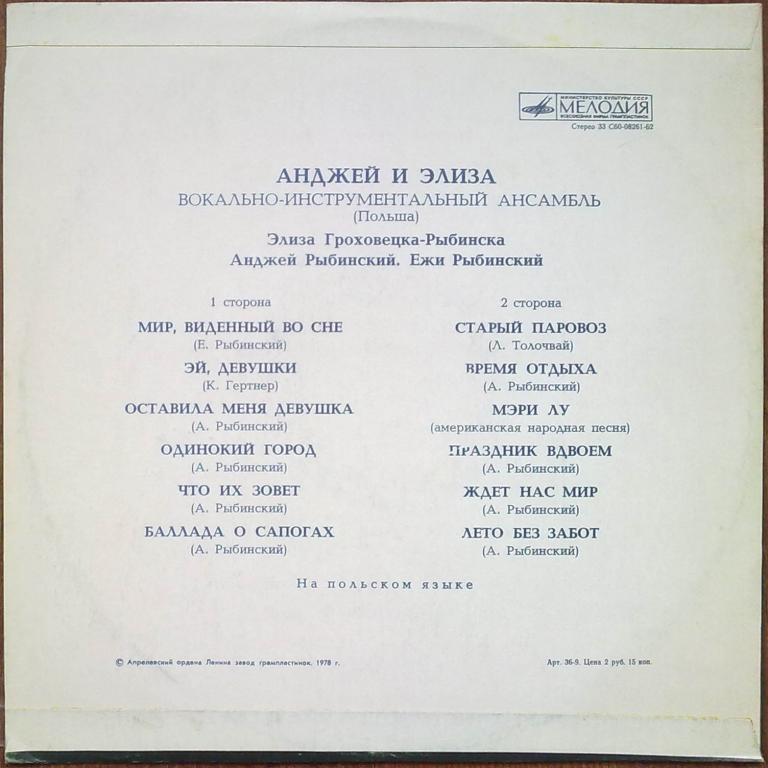 МИНИСТЕРСТВО КУЛЬТУРЫ СССР
МЕЛОДИЯ
ВСЕСОЮЗНАЯ ФИРМА ГРАМПЛАСТИНОК
Стерео 33 С60-08261-62
АНДЖЕЙ И ЭЛИЗА
ВОКАЛЬНО-ИНСТРУМЕНТАЛЬНЫЙ АНСАМБЛЬ
(Польша)
Элиза Гроховецка-Рыбинска
Анджей Рыбинский. Ежи Рыбинский
1 сторона
МИР, ВИДЕННЫЙ ВО СНЕ
(Е. Рыбинский)
ЭЙ, ДЕВУШКИ
(К. Гертнер)
ОСТАВИЛА МЕНЯ ДЕВУШКА
(А. Рыбинский)
ОДИНОКИЙ ГОРОД
(А. Рыбинский)
ЧТО ИХ ЗОВЕТ
(А. Рыбинский)
БАЛЛАДА О САПОГАХ
(А. Рыбинский)
2 сторона
СТАРЫЙ ПАРОВОЗ
(Л. Толочвай)
ВРЕМЯ ОТДЫХА
(А. Рыбинский)
МЭРИ ЛУ
(американская народная песня)
ПРАЗДНИК ВДВОЕМ
(А. Рыбинский)
ЖДЕТ НАС МИР
(А. Рыбинский)
ЛЕТО БЕЗ ЗАБОТ
(А. Рыбинский)
На польском языке
© Апрелевский ордена Ленина завод грампластинок, 1978 г.
Арт. 36-9. Цена 2 руб. 15 коп.